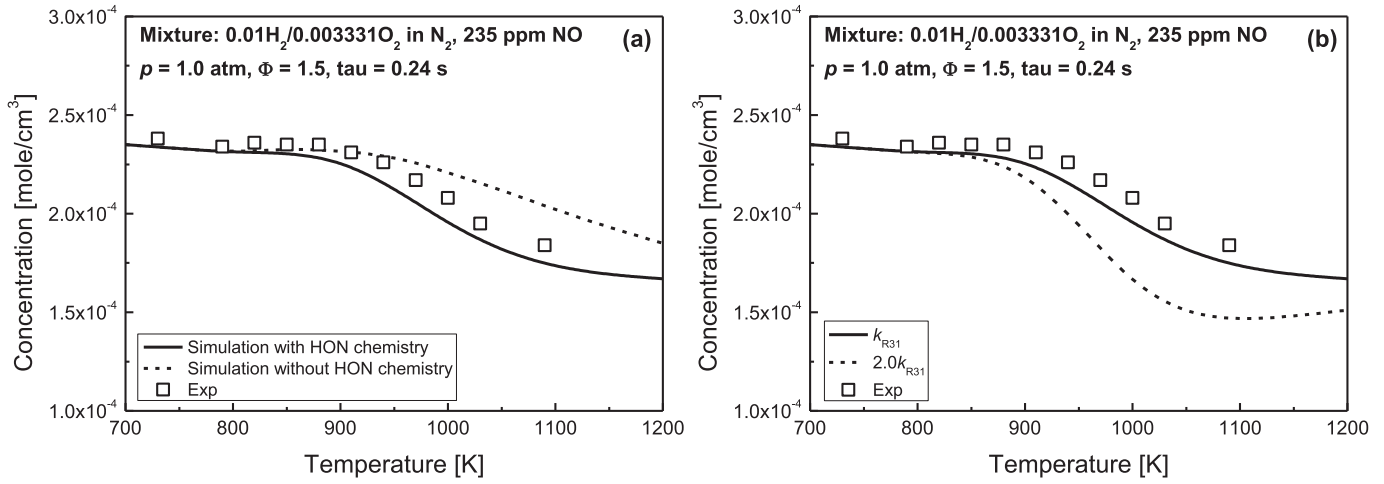 Mixture: 0.01H₂/0.003331O₂ in N₂, 235 ppm NO (a)
p = 1.0 atm, Φ = 1.5, tau = 0.24 s
Concentration [mole/cm³]
3.0x10⁻⁴
2.5x10⁻⁴
2.0x10⁻⁴
1.5x10⁻⁴
1.0x10⁻⁴
Simulation with HON chemistry
Simulation without HON chemistry
Exp
700 800 900 1000 1100 1200
Temperature [K]
Mixture: 0.01H₂/0.003331O₂ in N₂, 235 ppm NO (b)
p = 1.0 atm, Φ = 1.5, tau = 0.24 s
Concentration [mole/cm³]
3.0x10⁻⁴
2.5x10⁻⁴
2.0x10⁻⁴
1.5x10⁻⁴
1.0x10⁻⁴
k_R31
2.0k_R31
Exp
700 800 900 1000 1100 1200
Temperature [K]